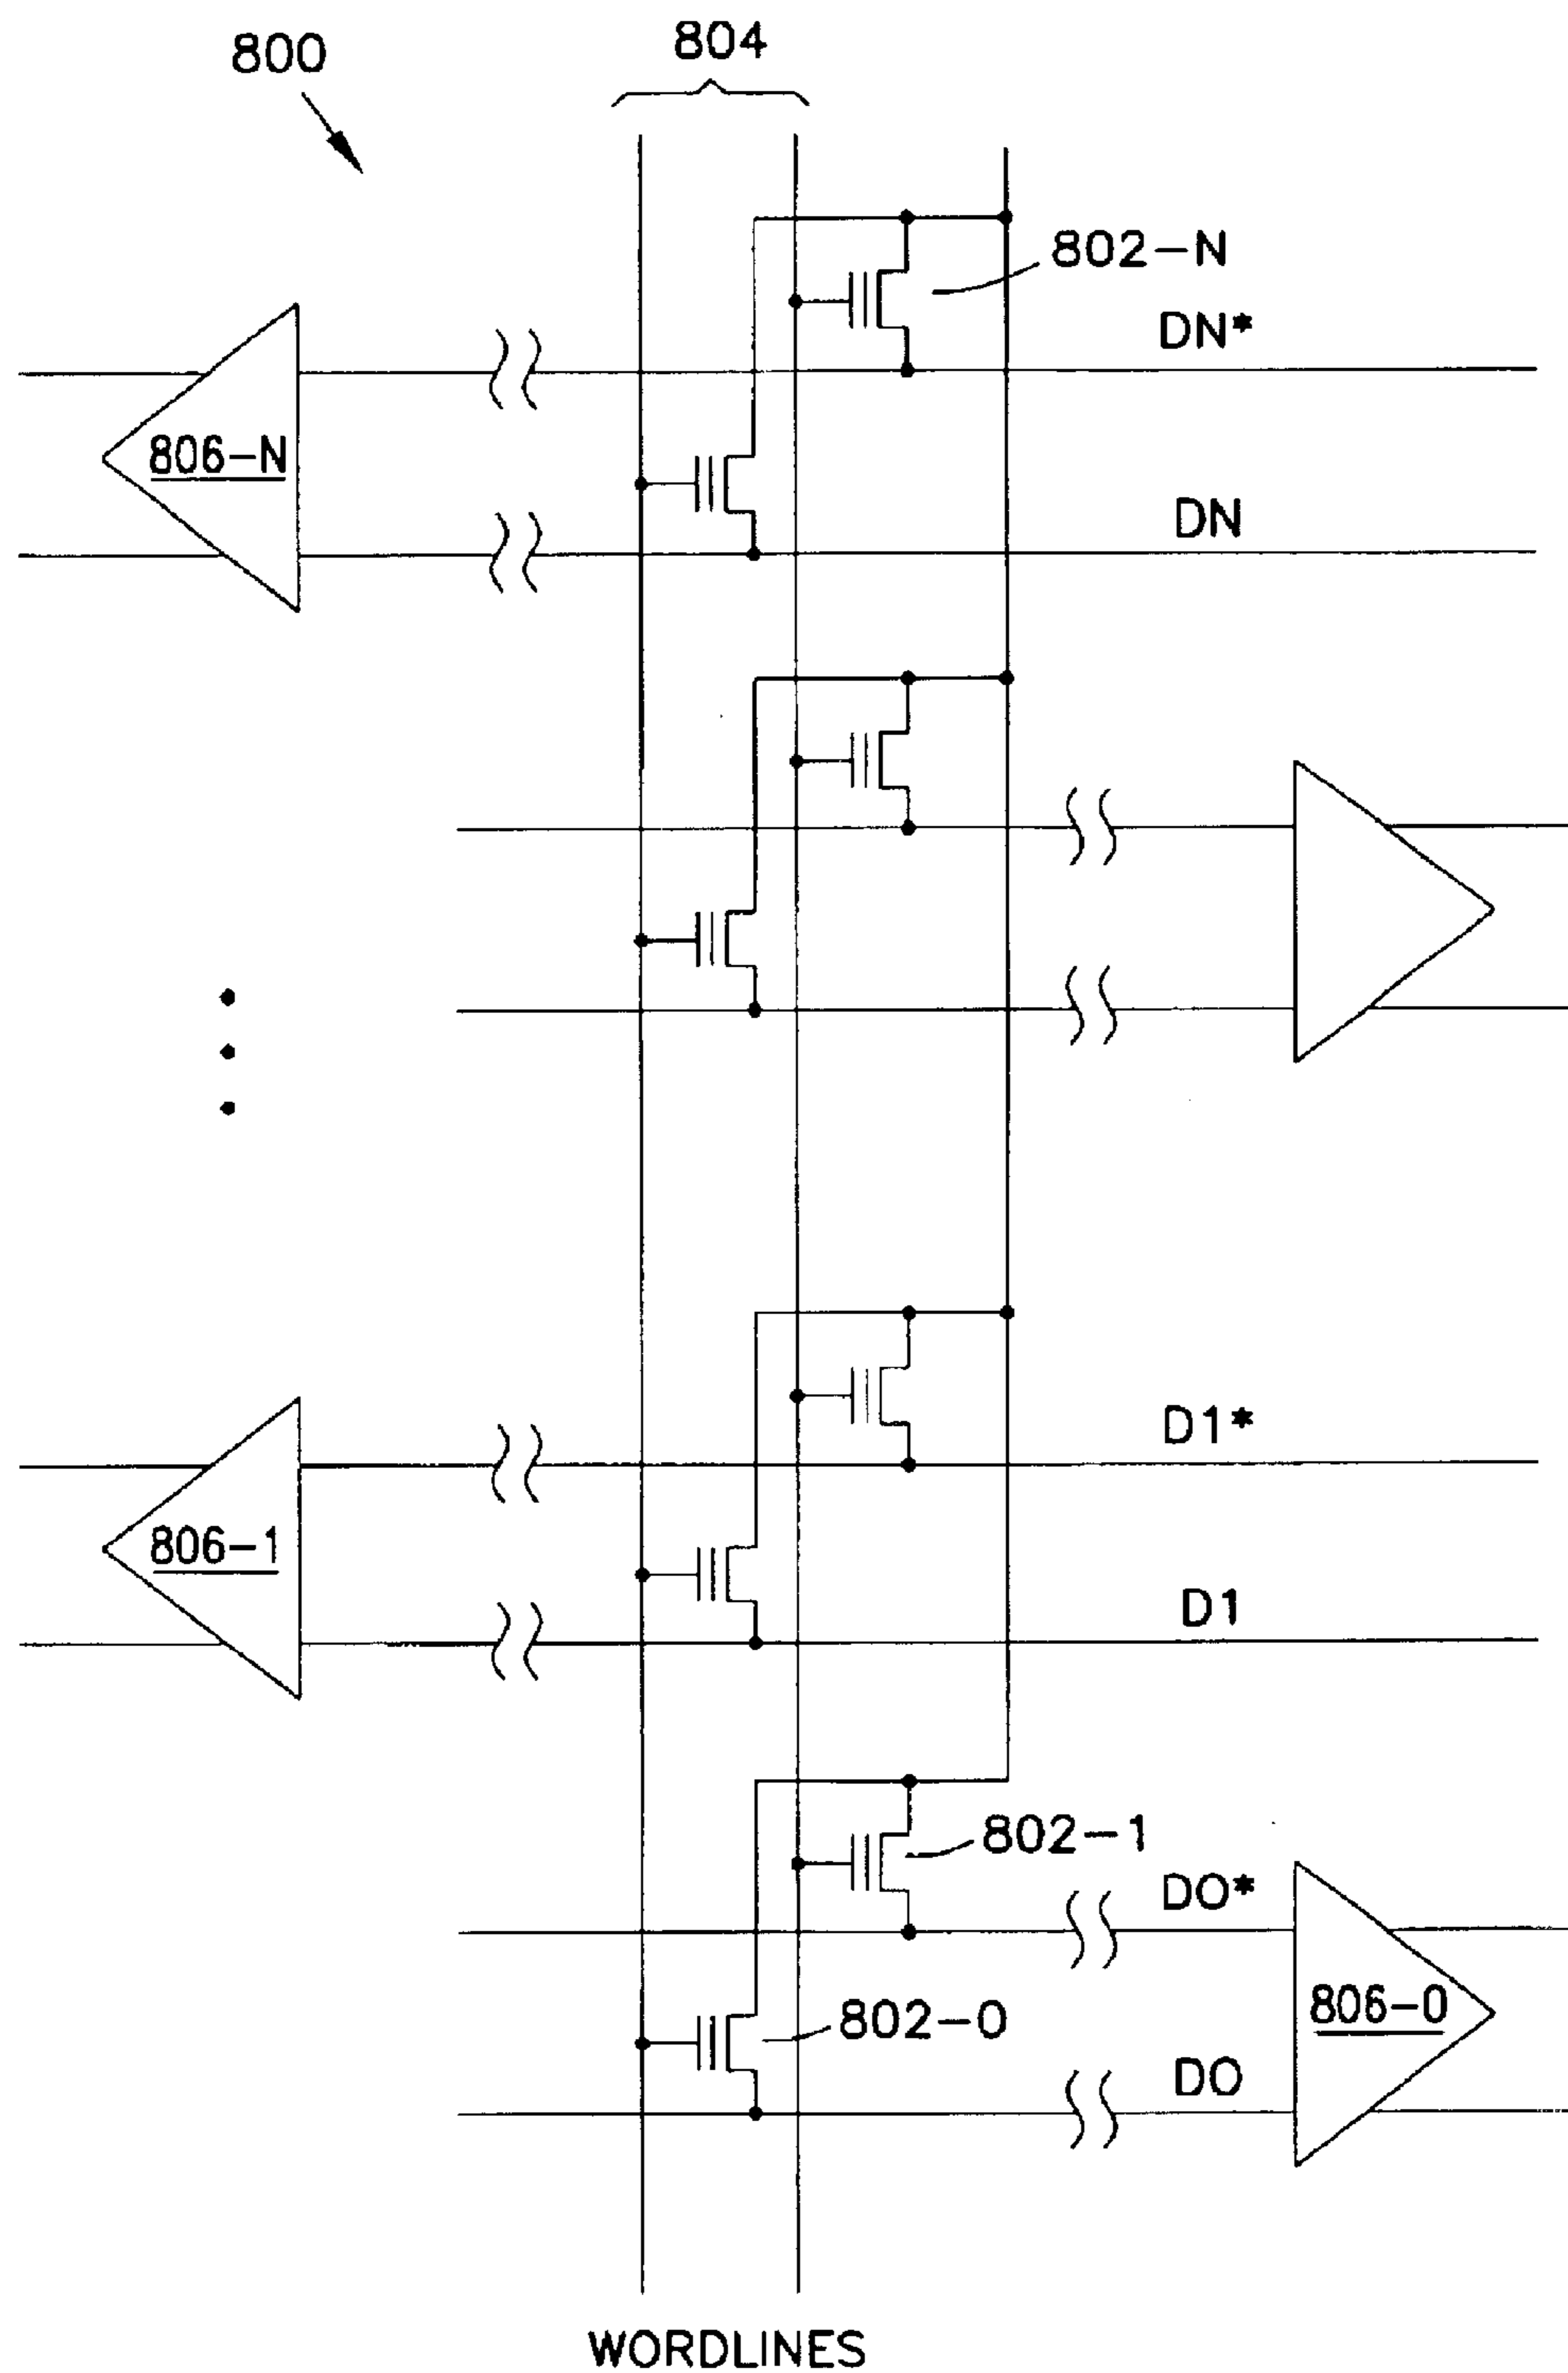 800
804
802-N
DN*
806-N
DN
D1*
806-1
D1
802-1
DO*
806-0
802-0
DO
WORDLINES